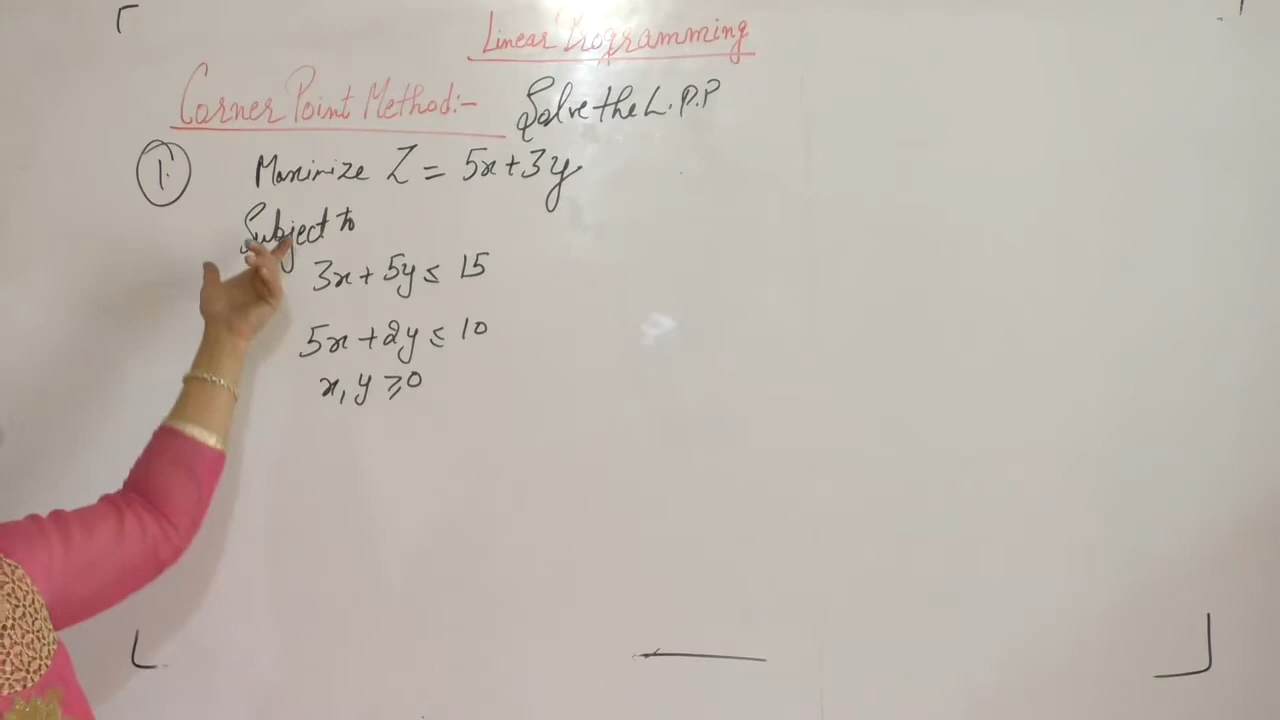 Linear Programming
Corner Point Method:- Solve the L.P.P
1. Maximize Z = 5x+3y
Subject to
3x + 5y ≤ 15
5x + 2y ≤ 10
x, y ≥ 0